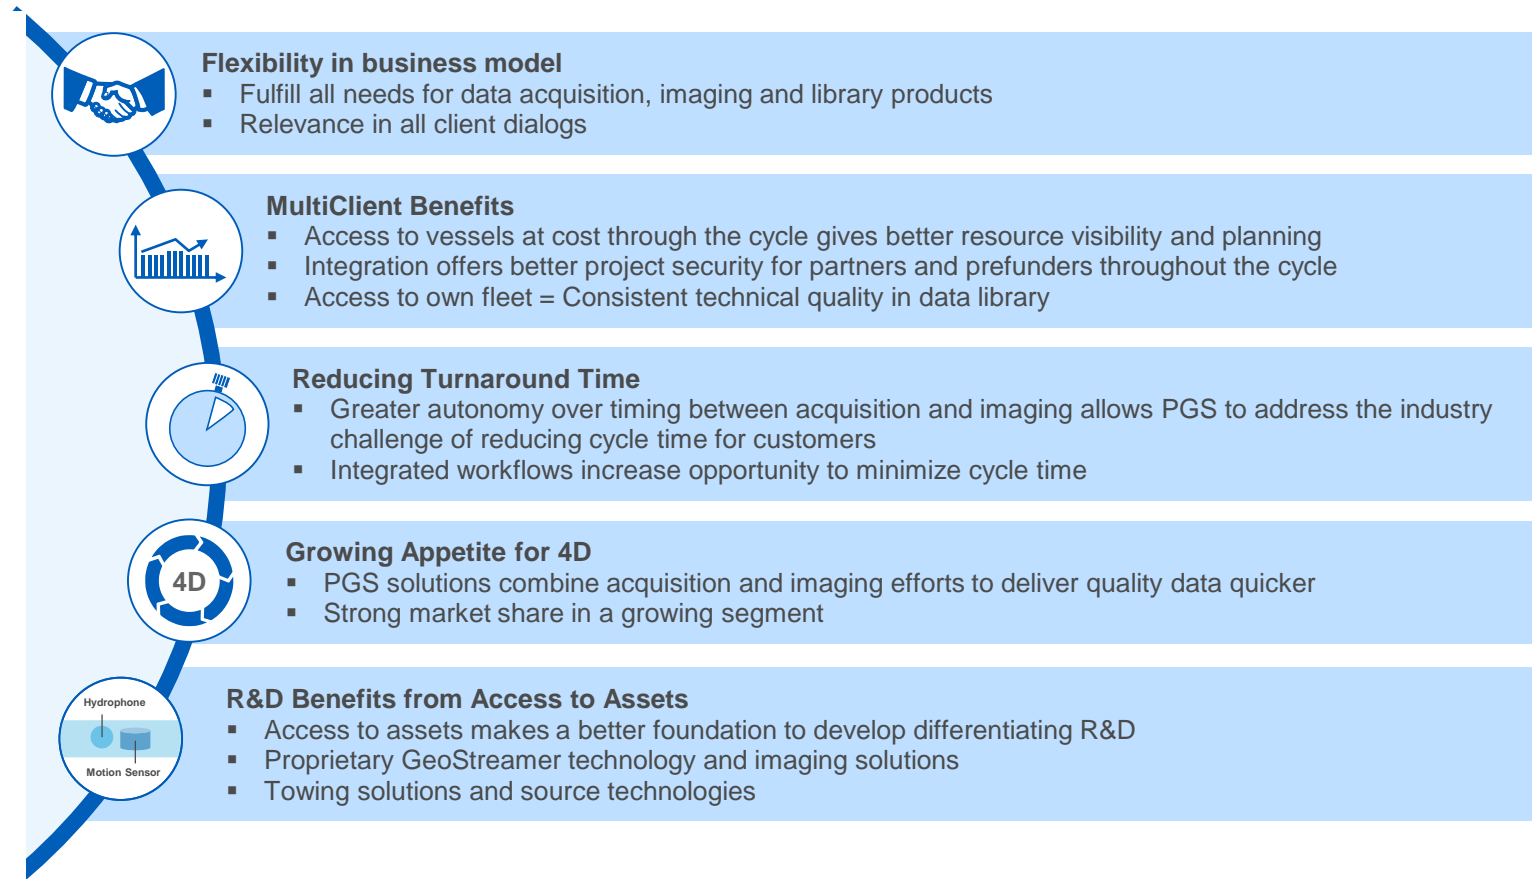 Flexibility in business model
▪ Fulfill all needs for data acquisition, imaging and library products
▪ Relevance in all client dialogs
MultiClient Benefits
▪ Access to vessels at cost through the cycle gives better resource visibility and planning
▪ Integration offers better project security for partners and prefunders throughout the cycle
▪ Access to own fleet = Consistent technical quality in data library
Reducing Turnaround Time
▪ Greater autonomy over timing between acquisition and imaging allows PGS to address the industry
challenge of reducing cycle time for customers
▪ Integrated workflows increase opportunity to minimize cycle time
4D
Growing Appetite for 4D
▪ PGS solutions combine acquisition and imaging efforts to deliver quality data quicker
▪ Strong market share in a growing segment
Hydrophone
Motion Sensor
R&D Benefits from Access to Assets
▪ Access to assets makes a better foundation to develop differentiating R&D
▪ Proprietary GeoStreamer technology and imaging solutions
▪ Towing solutions and source technologies